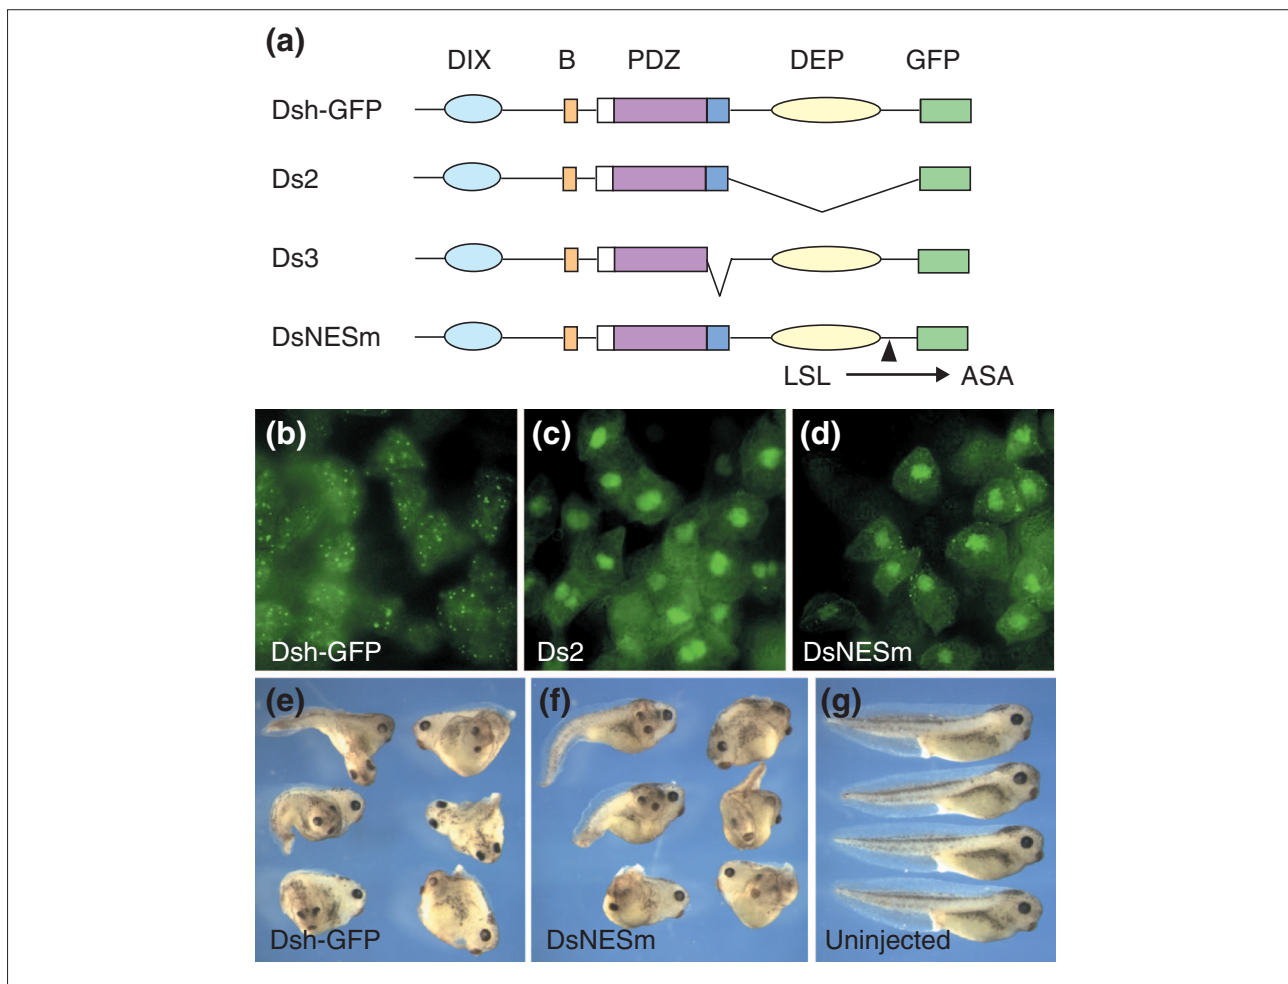 (a)
DIX B PDZ DEP GFP
Dsh-GFP
Ds2
Ds3
DsNESm
LSL ASA
(b) (c) (d)
Dsh-GFP Ds2 DsNESm
(e) (f) (g)
Dsh-GFP DsNESm Uninjected